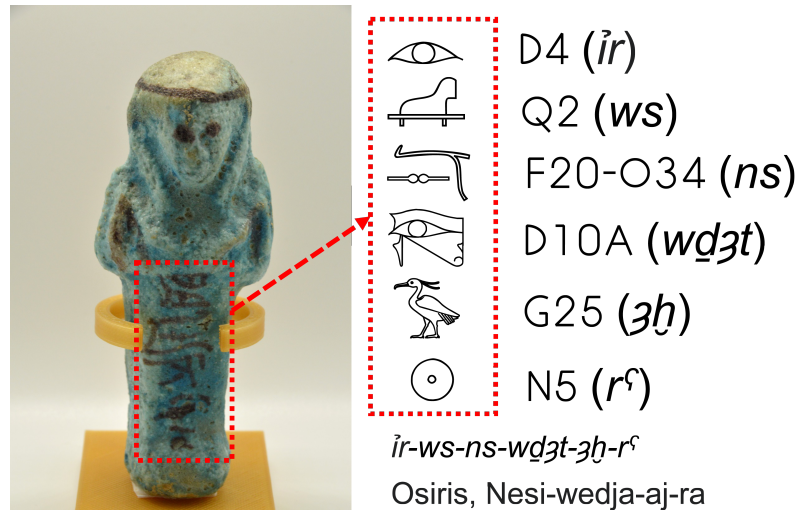 𓁹 D4 (ỉr)
𓊩 Q2 (ws)
𓄓𓊃 F20-O34 (ns)
𓂀 D10A (wḏꜣt)
𓅜 G25 (ꜣḫ)
𓇳 N5 (rꜥ)
ỉr-ws-ns-wḏꜣt-ꜣḫ-rꜥ
Osiris, Nesi-wedja-aj-ra